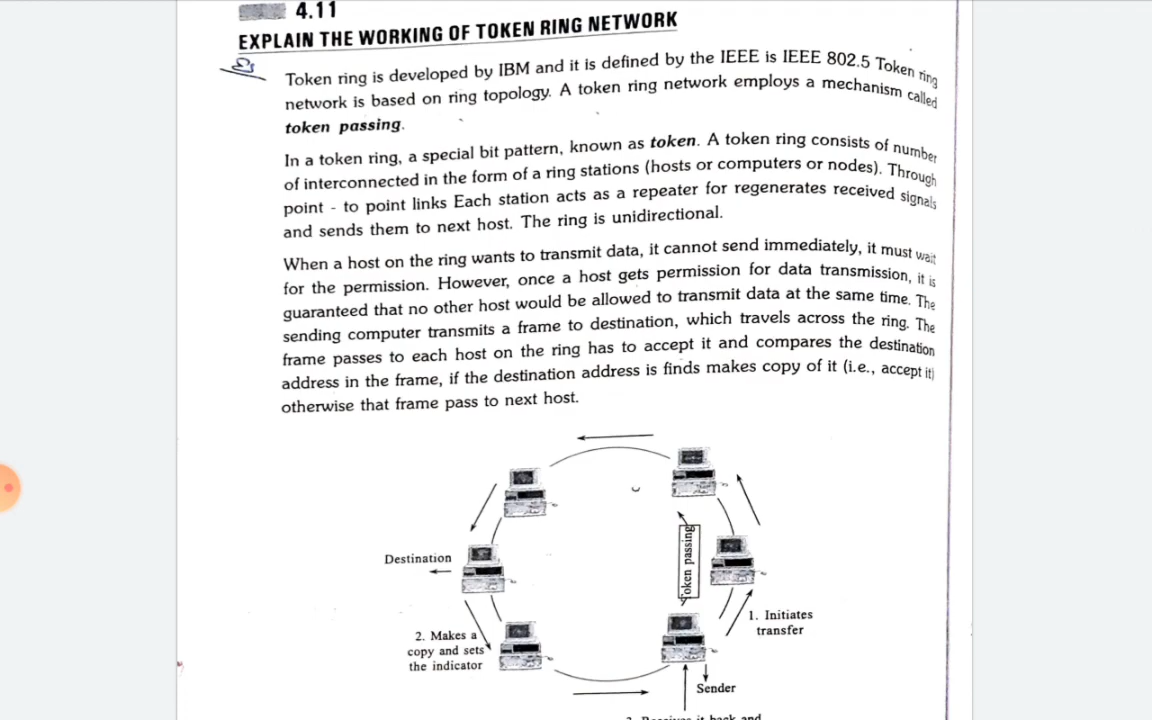 4.11
EXPLAIN THE WORKING OF TOKEN RING NETWORK
Token ring is developed by IBM and it is defined by the IEEE is IEEE 802.5 Token ring
network is based on ring topology. A token ring network employs a mechanism called
token passing.
In a token ring, a special bit pattern, known as token. A token ring consists of number
of interconnected in the form of a ring stations (hosts or computers or nodes). Through
point - to point links Each station acts as a repeater for regenerates received signals
and sends them to next host. The ring is unidirectional.
When a host on the ring wants to transmit data, it cannot send immediately, it must wait
for the permission. However, once a host gets permission for data transmission, it is
guaranteed that no other host would be allowed to transmit data at the same time. The
sending computer transmits a frame to destination, which travels across the ring. The
frame passes to each host on the ring has to accept it and compares the destination
address in the frame, if the destination address is finds makes copy of it (i.e., accept it)
otherwise that frame pass to next host.
Token passing
Destination
1. Initiates
transfer
2. Makes a
copy and sets
the indicator
Sender
it back and